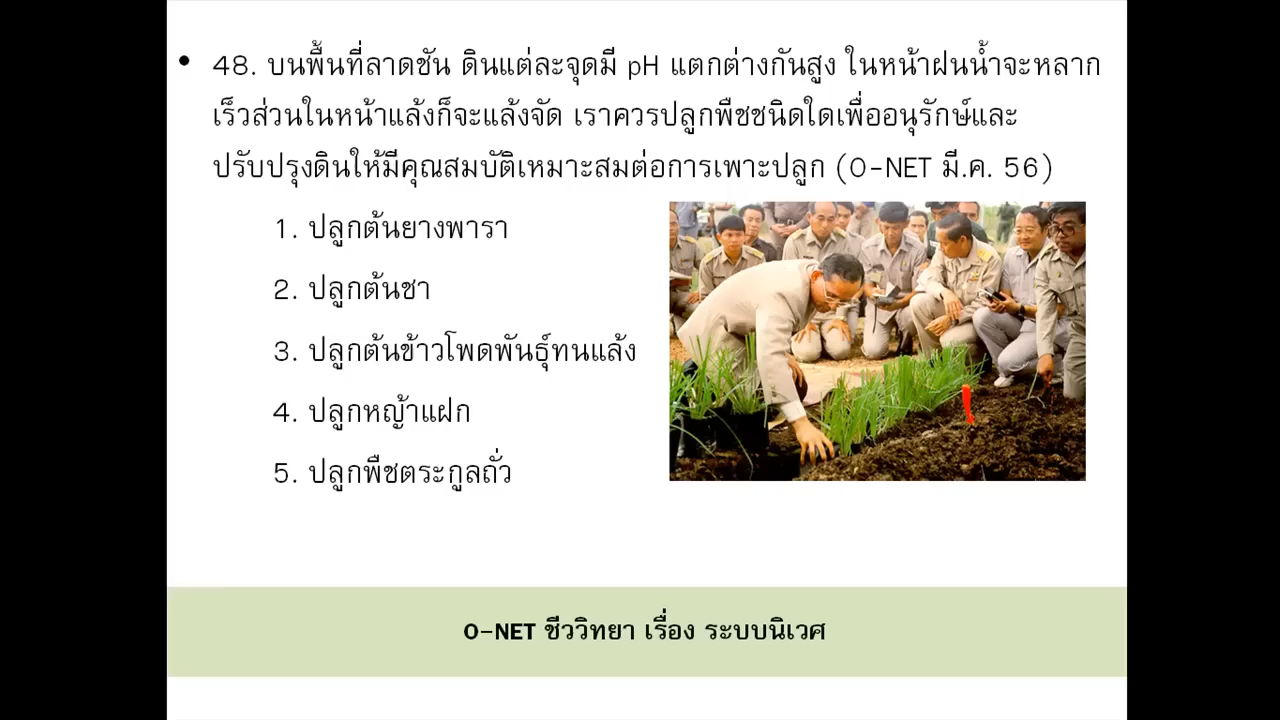 • 48. บนพื้นที่ลาดชัน ดินแต่ละจุดมี pH แตกต่างกันสูง ในหน้าฝนน้ำจะหลาก
เร็วส่วนในหน้าแล้งก็จะแล้งจัด เราควรปลูกพืชชนิดใดเพื่ออนุรักษ์และ
ปรับปรุงดินให้มีคุณสมบัติเหมาะสมต่อการเพาะปลูก (O-NET มี.ค. 56)
1. ปลูกต้นยางพารา
2. ปลูกต้นชา
3. ปลูกต้นข้าวโพดพันธุ์ทนแล้ง
4. ปลูกหญ้าแฝก
5. ปลูกพืชตระกูลถั่ว
O-NET ชีววิทยา เรื่อง ระบบนิเวศ